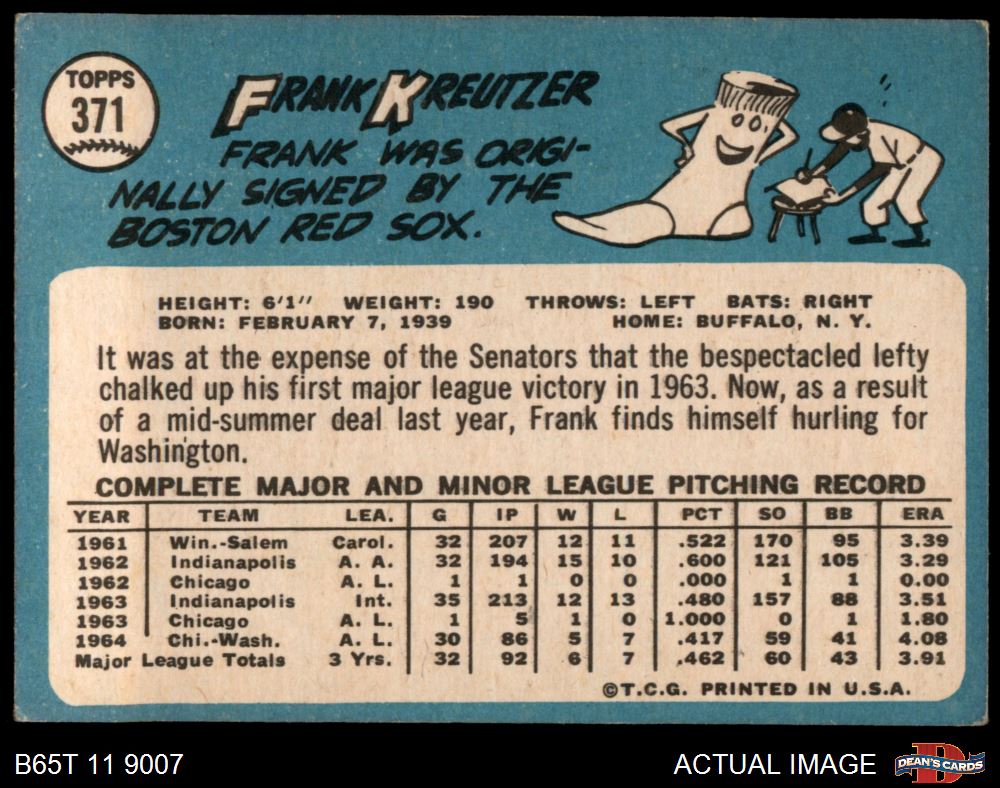 TOPPS
371
FRANK KREUTZER
FRANK WAS ORIGI-
NALLY SIGNED BY THE
BOSTON RED SOX.
HEIGHT: 6'1" WEIGHT: 190 THROWS: LEFT BATS: RIGHT
BORN: FEBRUARY 7, 1939 HOME: BUFFALO, N. Y.
It was at the expense of the Senators that the bespectacled lefty
chalked up his first major league victory in 1963. Now, as a result
of a mid-summer deal last year, Frank finds himself hurling for
Washington.
COMPLETE MAJOR AND MINOR LEAGUE PITCHING RECORD
YEAR TEAM LEA. G IP W L PCT SO BB ERA
1961 Win.-Salem Carol. 32 207 12 11 .522 170 95 3.39
1962 Indianapolis A. A. 32 194 15 10 .600 121 105 3.29
1962 Chicago A. L. 1 1 0 0 .000 1 1 0.00
1963 Indianapolis Int. 35 213 12 13 .480 157 88 3.51
1963 Chicago A. L. 1 5 1 0 1.000 0 1 1.80
1964 Chi.-Wash. A. L. 30 86 5 7 .417 59 41 4.08
Major League Totals 3 Yrs. 32 92 6 7 .462 60 43 3.91
©T.C.G. PRINTED IN U.S.A.
B65T 11 9007 ACTUAL IMAGE D DEAN'S CARDS